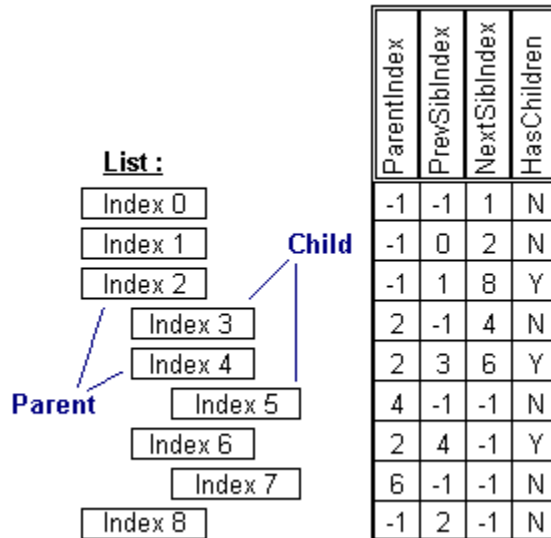 ParentIndex PrevSibIndex NextSibIndex HasChildren
List :
Index 0 -1 -1 1 N
Index 1 Child -1 0 2 N
Index 2 -1 1 8 Y
Index 3 2 -1 4 N
Index 4 2 3 6 Y
Parent Index 5 4 -1 -1 N
Index 6 2 4 -1 Y
Index 7 6 -1 -1 N
Index 8 -1 2 -1 N